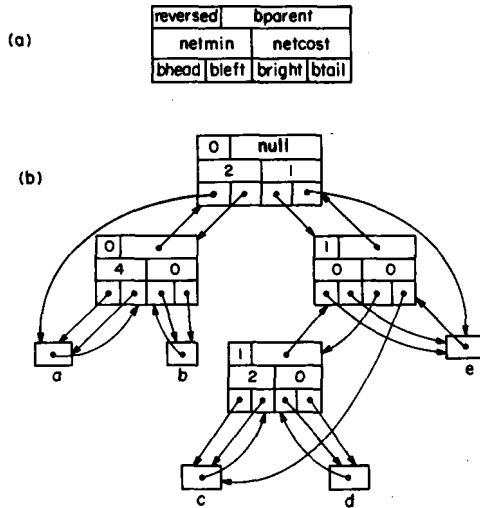 (a)
reversed bparent
netmin netcost
bhead bleft bright btail
(b)
0 null
2 1
0
4 0
1
0 0
a b e
1
2 0
c d